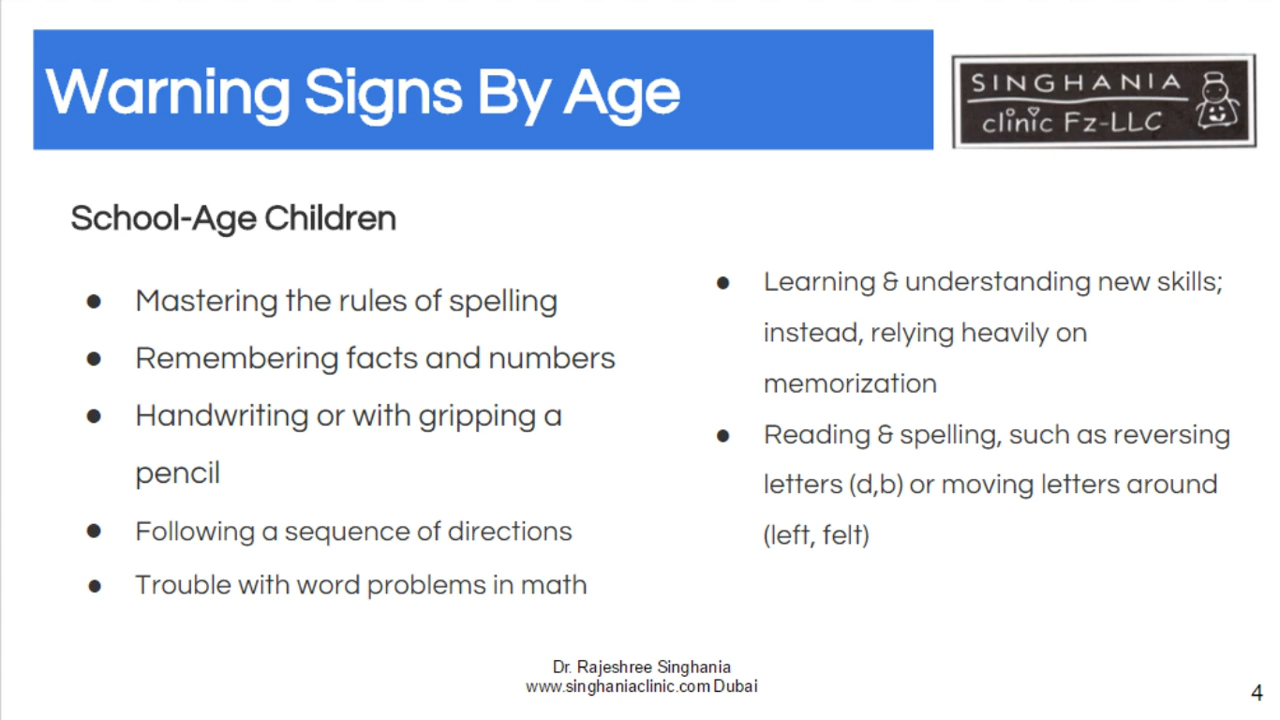 Warning Signs By Age
SINGHANIA
clinic Fz-LLC
School-Age Children
● Mastering the rules of spelling
● Remembering facts and numbers
● Handwriting or with gripping a
pencil
● Following a sequence of directions
● Trouble with word problems in math
● Learning & understanding new skills;
instead, relying heavily on
memorization
● Reading & spelling, such as reversing
letters (d,b) or moving letters around
(left, felt)
Dr. Rajeshree Singhania
www.singhaniaclinic.com Dubai
4